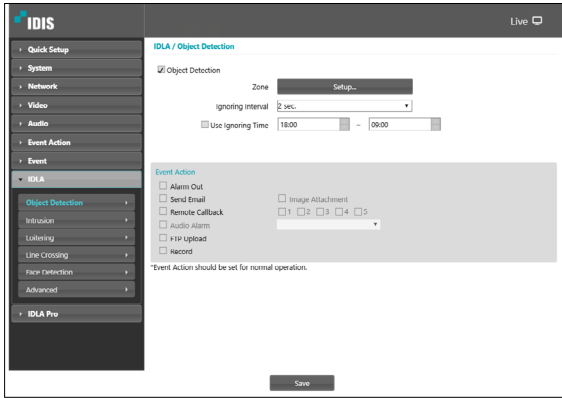 IDIS
Live
Quick Setup
System
Network
Video
Audio
Event Action
Event
IDLA
Object Detection
Intrusion
Loitering
Line Crossing
Face Detection
Advanced
IDLA Pro
IDLA / Object Detection
Object Detection
Zone Setup...
Ignoring Interval 2 sec.
Use Ignoring Time 18:00 – 09:00
Event Action
Alarm Out
Send Email Image Attachment
Remote Callback 1 2 3 4 5
Audio Alarm
FTP Upload
Record
*Event Action should be set for normal operation.
Save